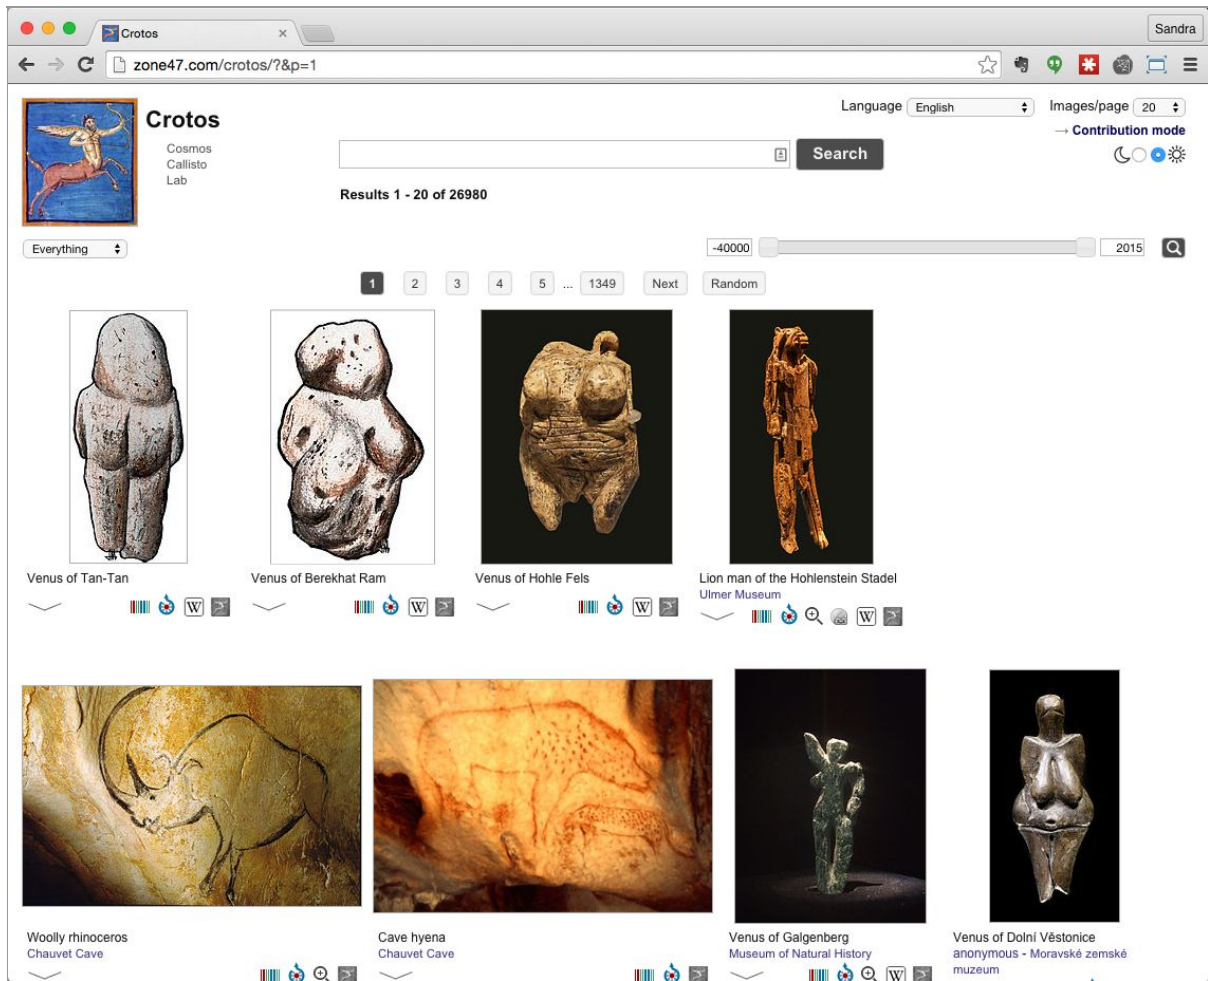 Crotos
Sandra
zone47.com/crotos/?&p=1
Crotos
Cosmos
Callisto
Lab
Language English
Images/page 20
→ Contribution mode
Search
Results 1 - 20 of 26980
Everything
-40000
2015
1 2 3 4 5 ... 1349 Next Random
Venus of Tan-Tan
W
Venus of Berekhat Ram
W
Venus of Hohle Fels
W
Lion man of the Hohlenstein Stadel
Ulmer Museum
W
Woolly rhinoceros
Chauvet Cave
Cave hyena
Chauvet Cave
Venus of Galgenberg
Museum of Natural History
W
Venus of Dolní Věstonice
anonymous - Moravské zemské
muzeum